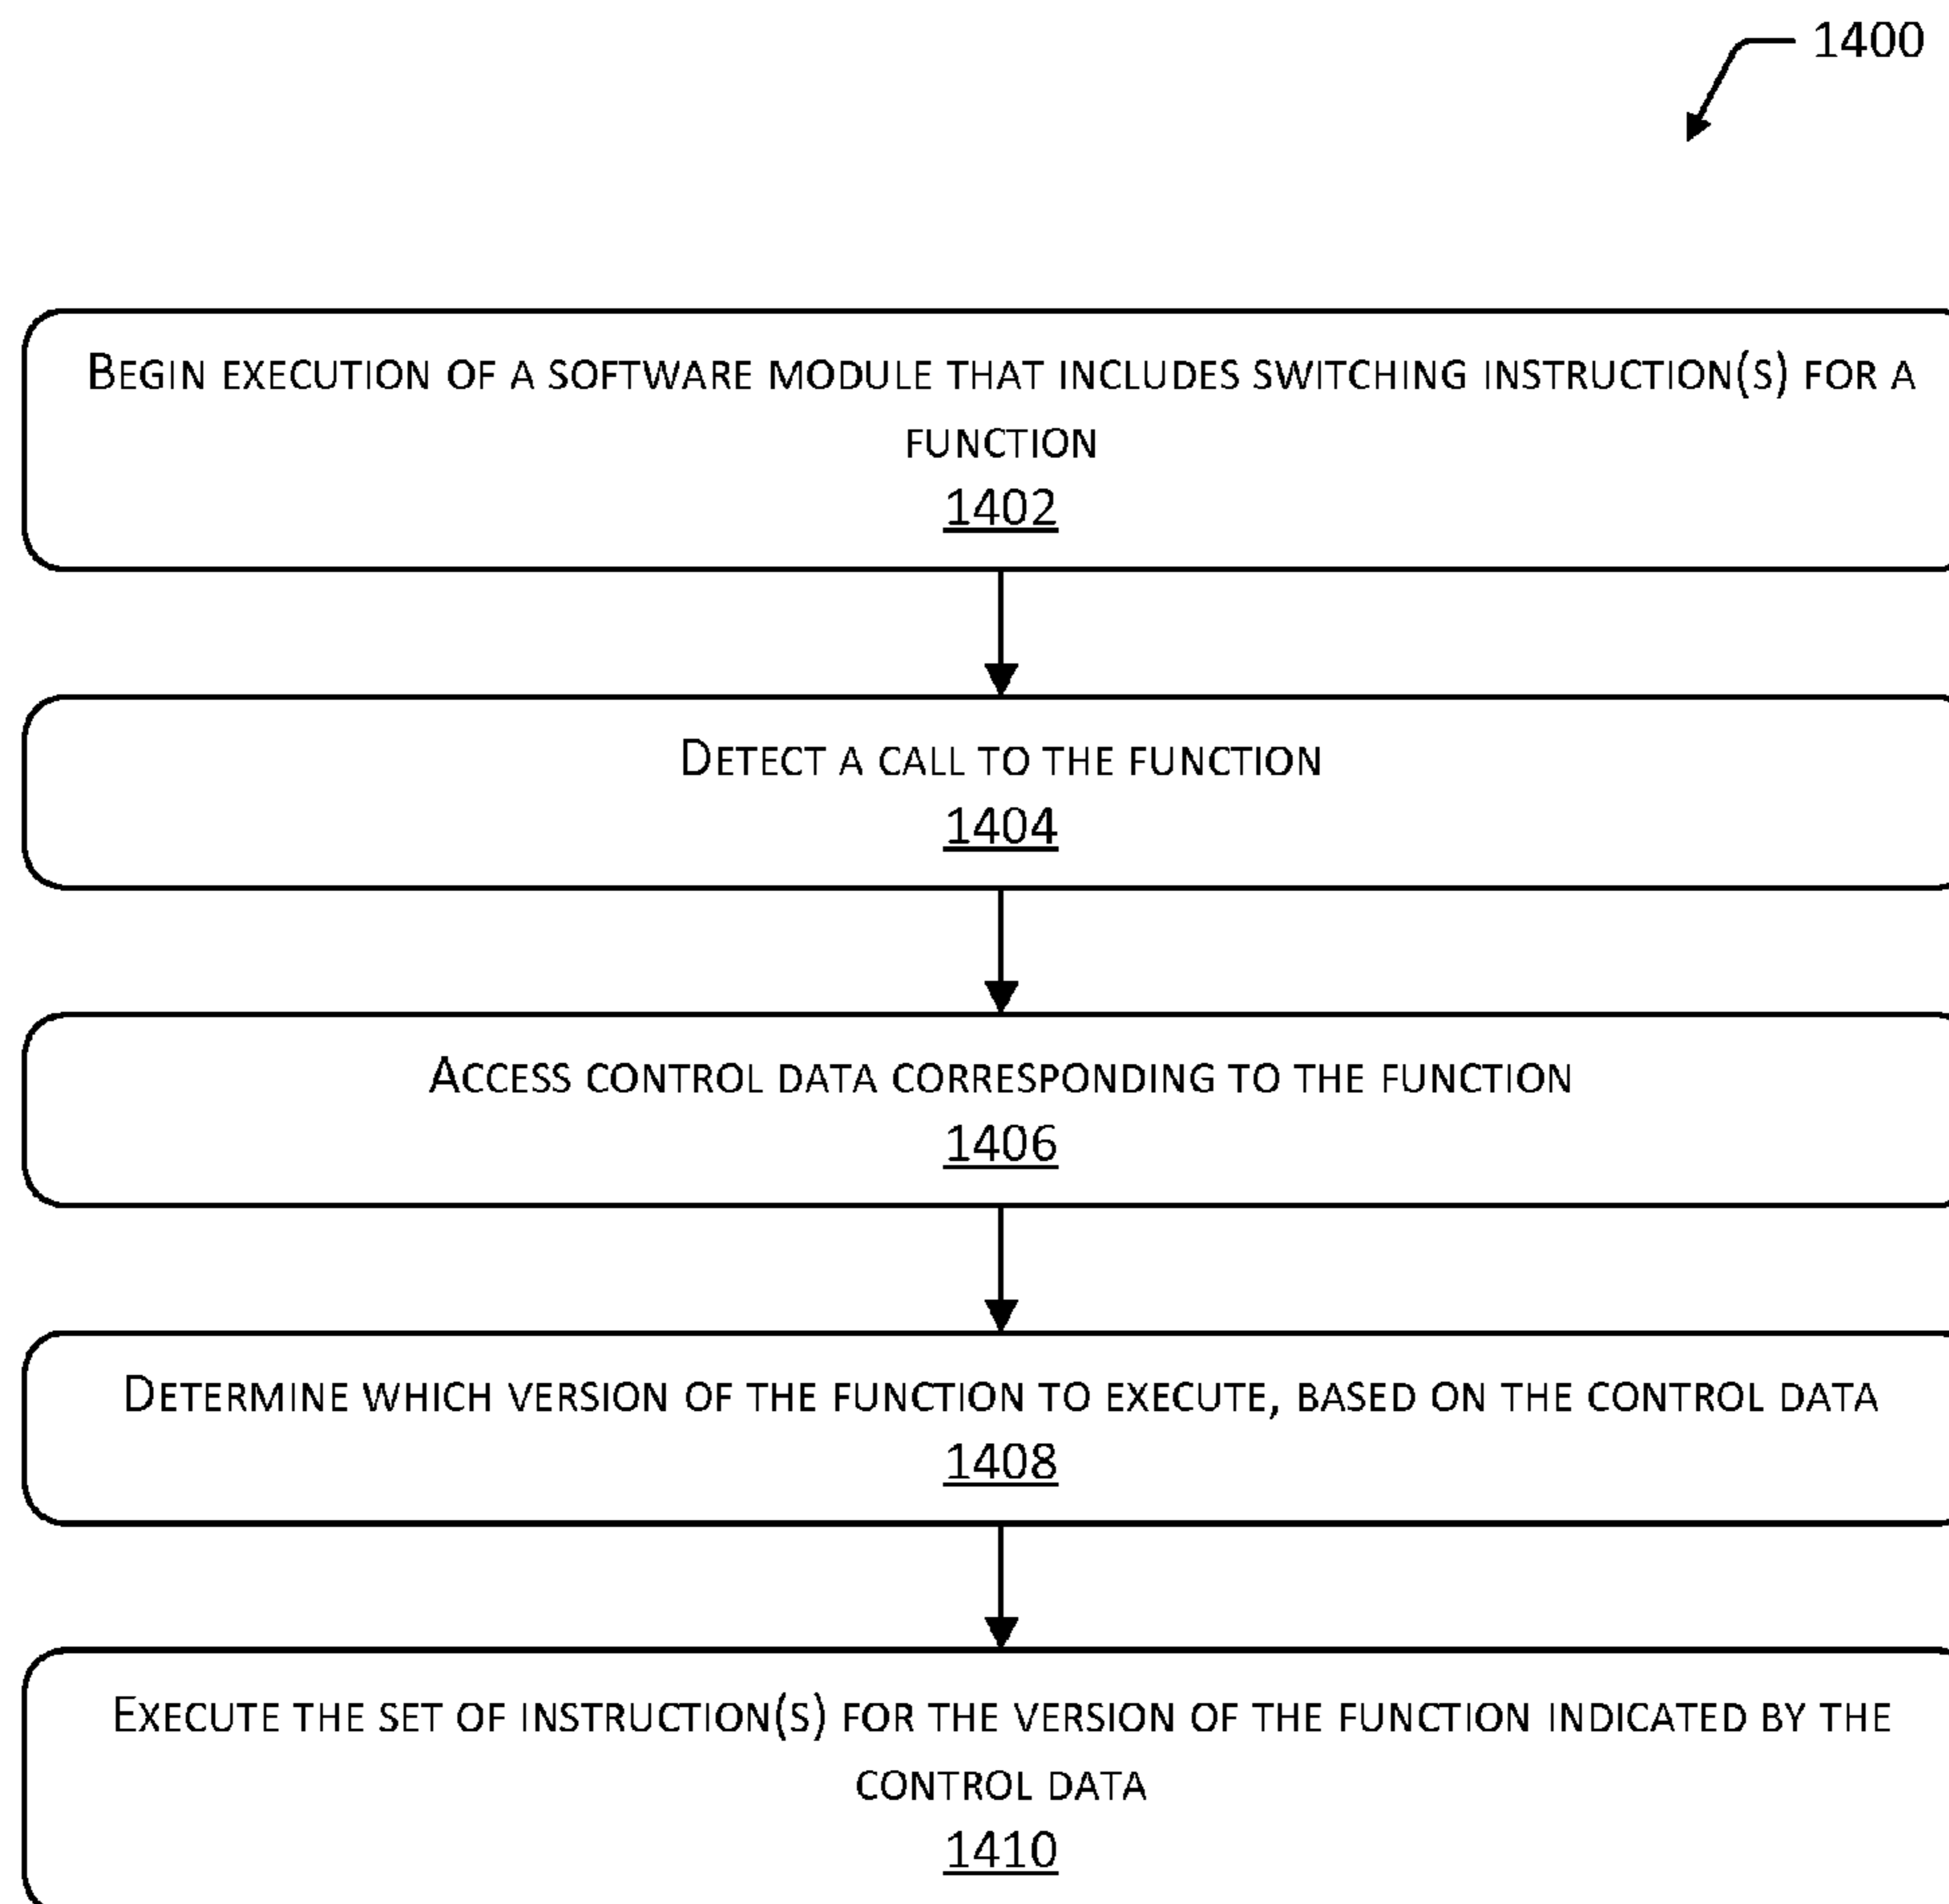 1400
BEGIN EXECUTION OF A SOFTWARE MODULE THAT INCLUDES SWITCHING INSTRUCTION(S) FOR A
FUNCTION
1402
DETECT A CALL TO THE FUNCTION
1404
ACCESS CONTROL DATA CORRESPONDING TO THE FUNCTION
1406
DETERMINE WHICH VERSION OF THE FUNCTION TO EXECUTE, BASED ON THE CONTROL DATA
1408
EXECUTE THE SET OF INSTRUCTION(S) FOR THE VERSION OF THE FUNCTION INDICATED BY THE
CONTROL DATA
1410